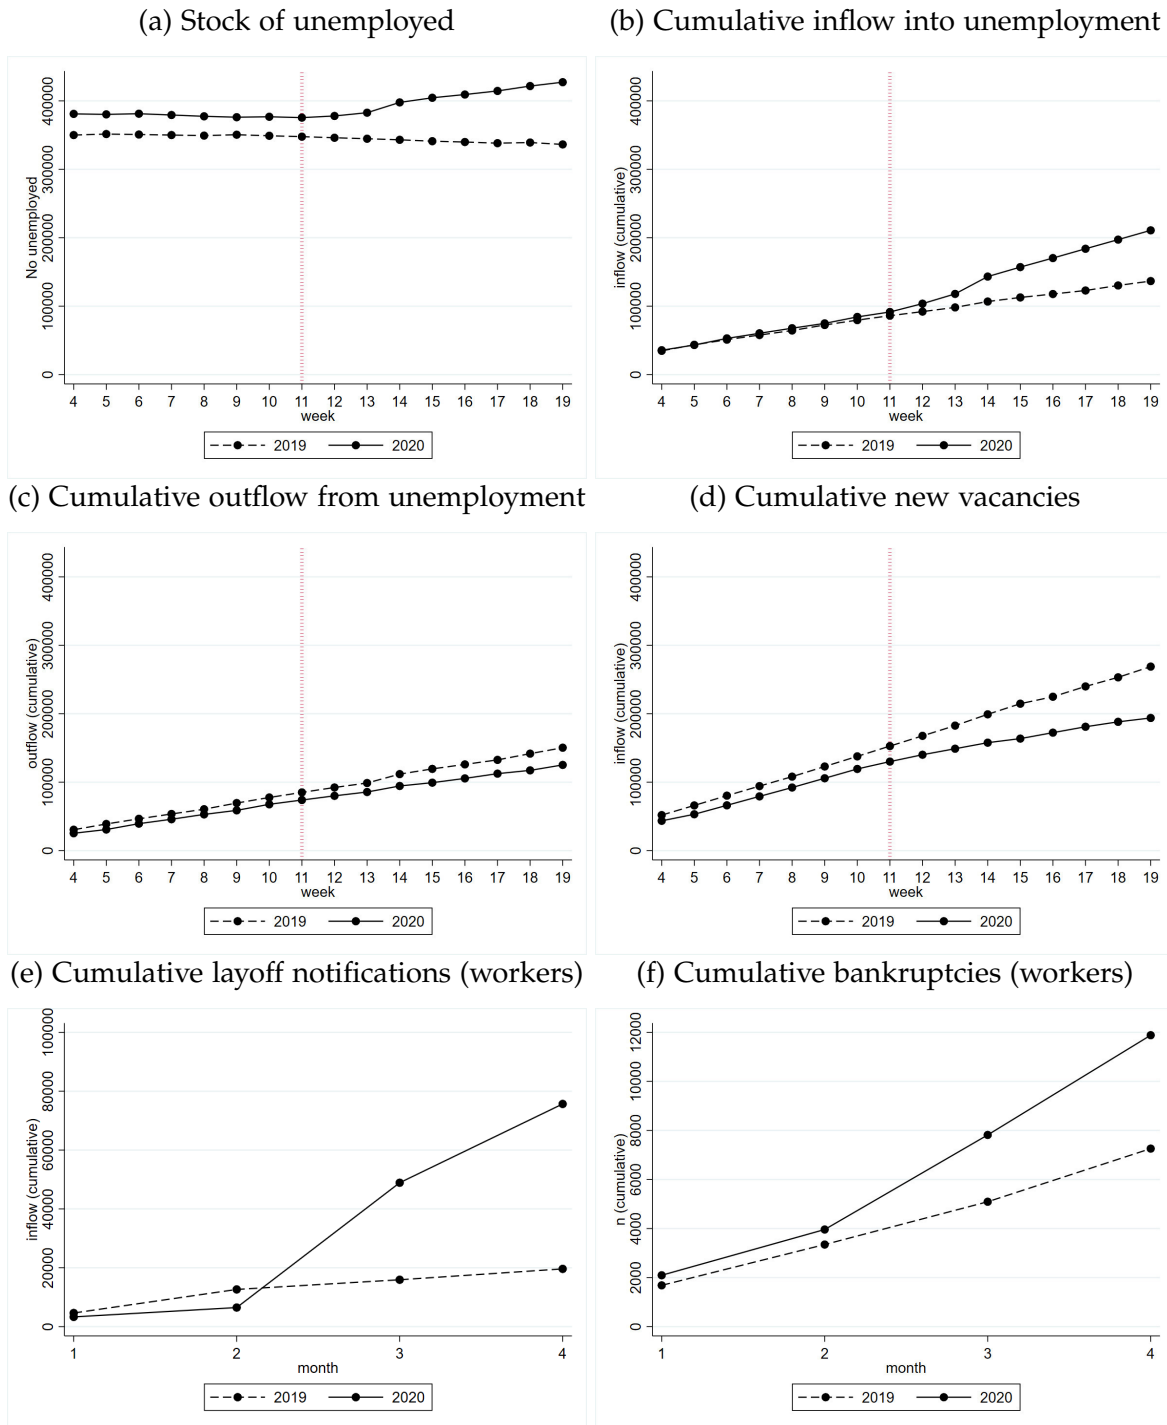 (a) Stock of unemployed
(b) Cumulative inflow into unemployment
No unemployed
0 100000 200000 300000 400000
4 5 6 7 8 9 10 11 12 13 14 15 16 17 18 19
week
2019 2020
inflow (cumulative)
0 100000 200000 300000 400000
4 5 6 7 8 9 10 11 12 13 14 15 16 17 18 19
week
2019 2020
(c) Cumulative outflow from unemployment
(d) Cumulative new vacancies
outflow (cumulative)
0 100000 200000 300000 400000
4 5 6 7 8 9 10 11 12 13 14 15 16 17 18 19
week
2019 2020
inflow (cumulative)
0 100000 200000 300000 400000
4 5 6 7 8 9 10 11 12 13 14 15 16 17 18 19
week
2019 2020
(e) Cumulative layoff notifications (workers)
(f) Cumulative bankruptcies (workers)
inflow (cumulative)
0 20000 40000 60000 80000 100000
1 2 3 4
month
2019 2020
n (cumulative)
0 2000 4000 6000 8000 10000 12000
1 2 3 4
month
2019 2020